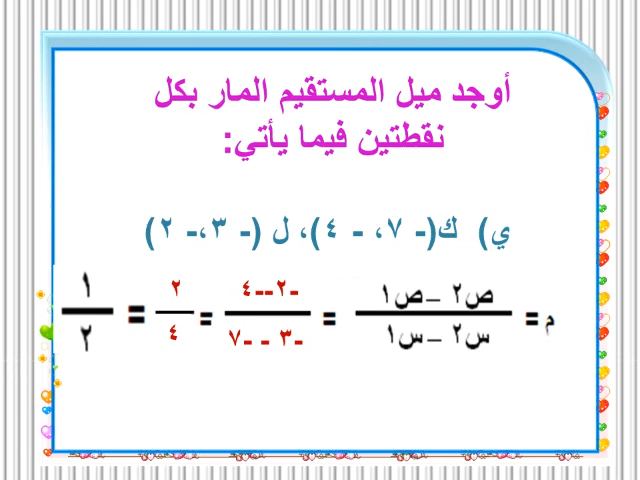 أوجد ميل المستقيم المار بكل
نقطتين فيما يأتي:
ي) ك(- ٧، - ٤)، ل (- ٣،- ٢)
م = (ص٢ – ص١)/(س٢ – س١) = (-٢--٤)/(-٣ - -٧) = ٢/٤ = ١/٢